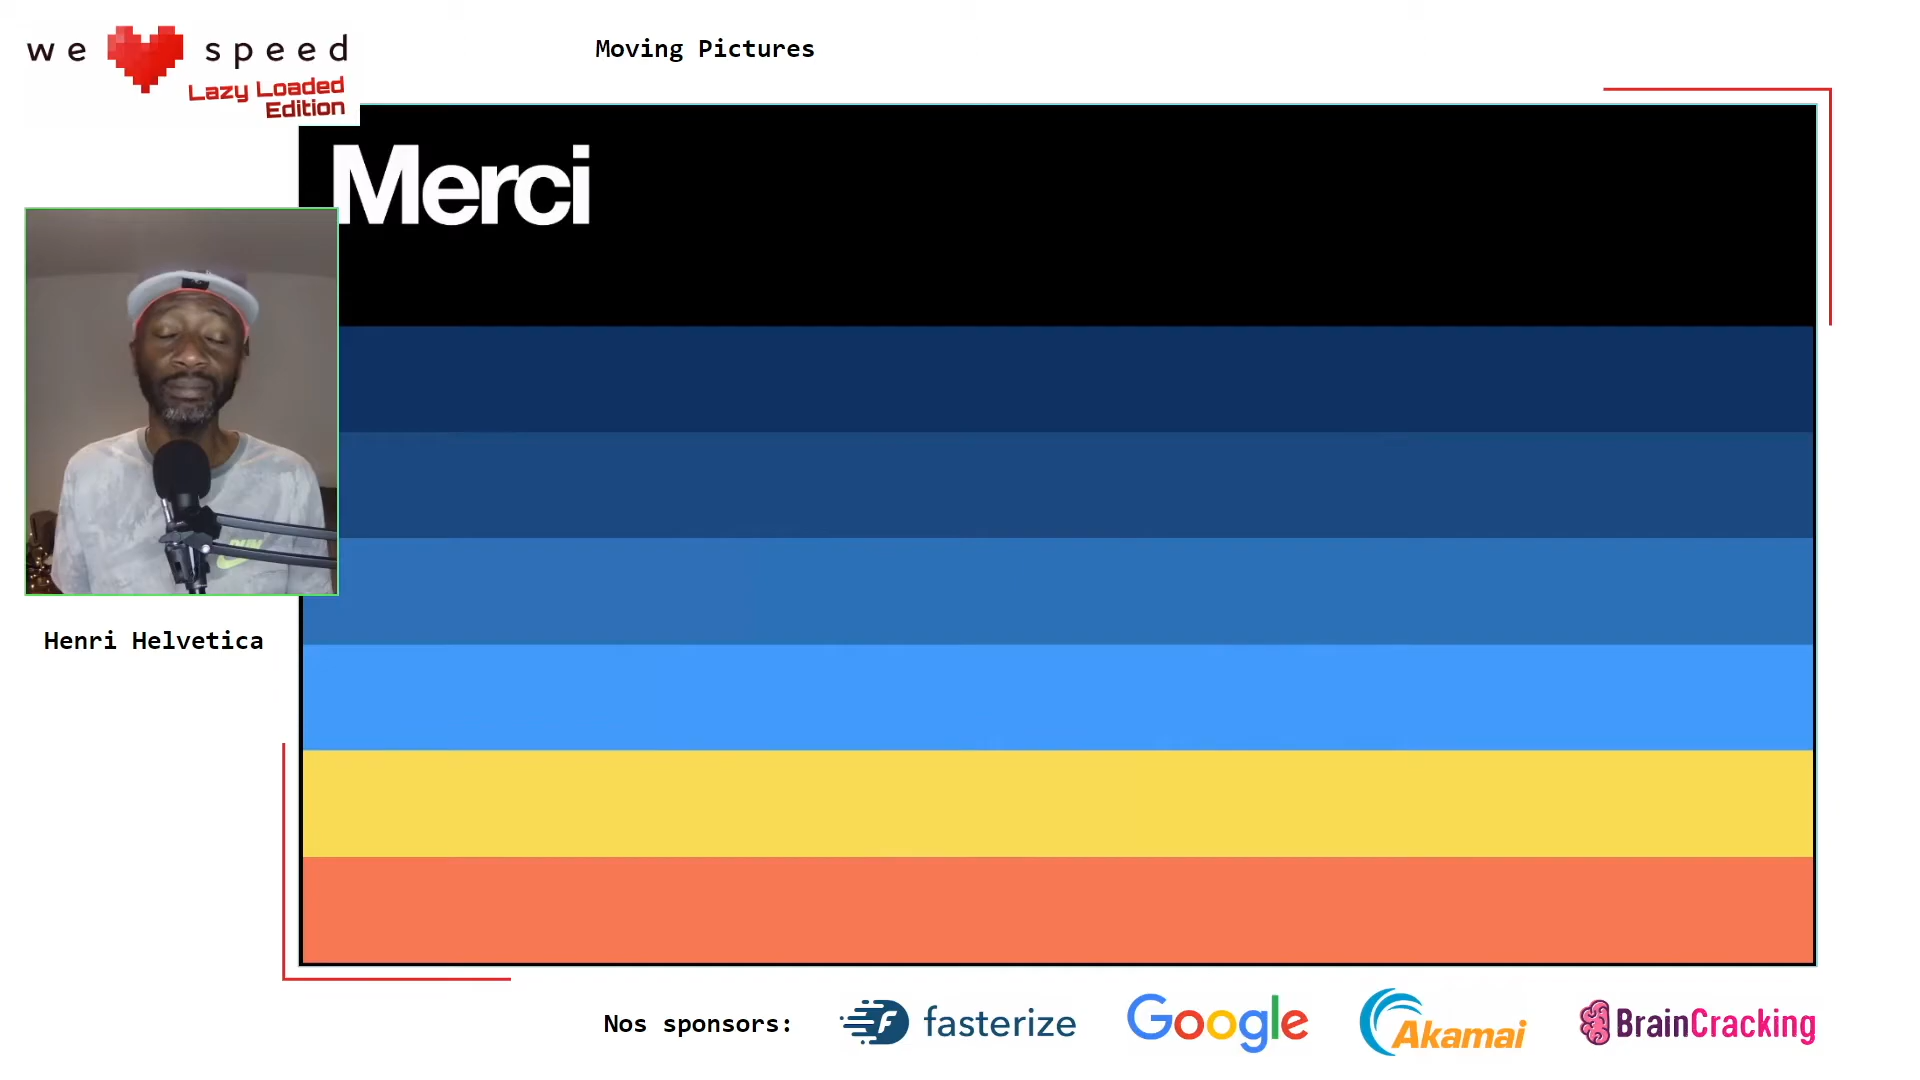 we speed
Lazy Loaded
Edition
Moving Pictures
Merci
Henri Helvetica
Nos sponsors:
fasterize
Google
Akamai
BrainCracking